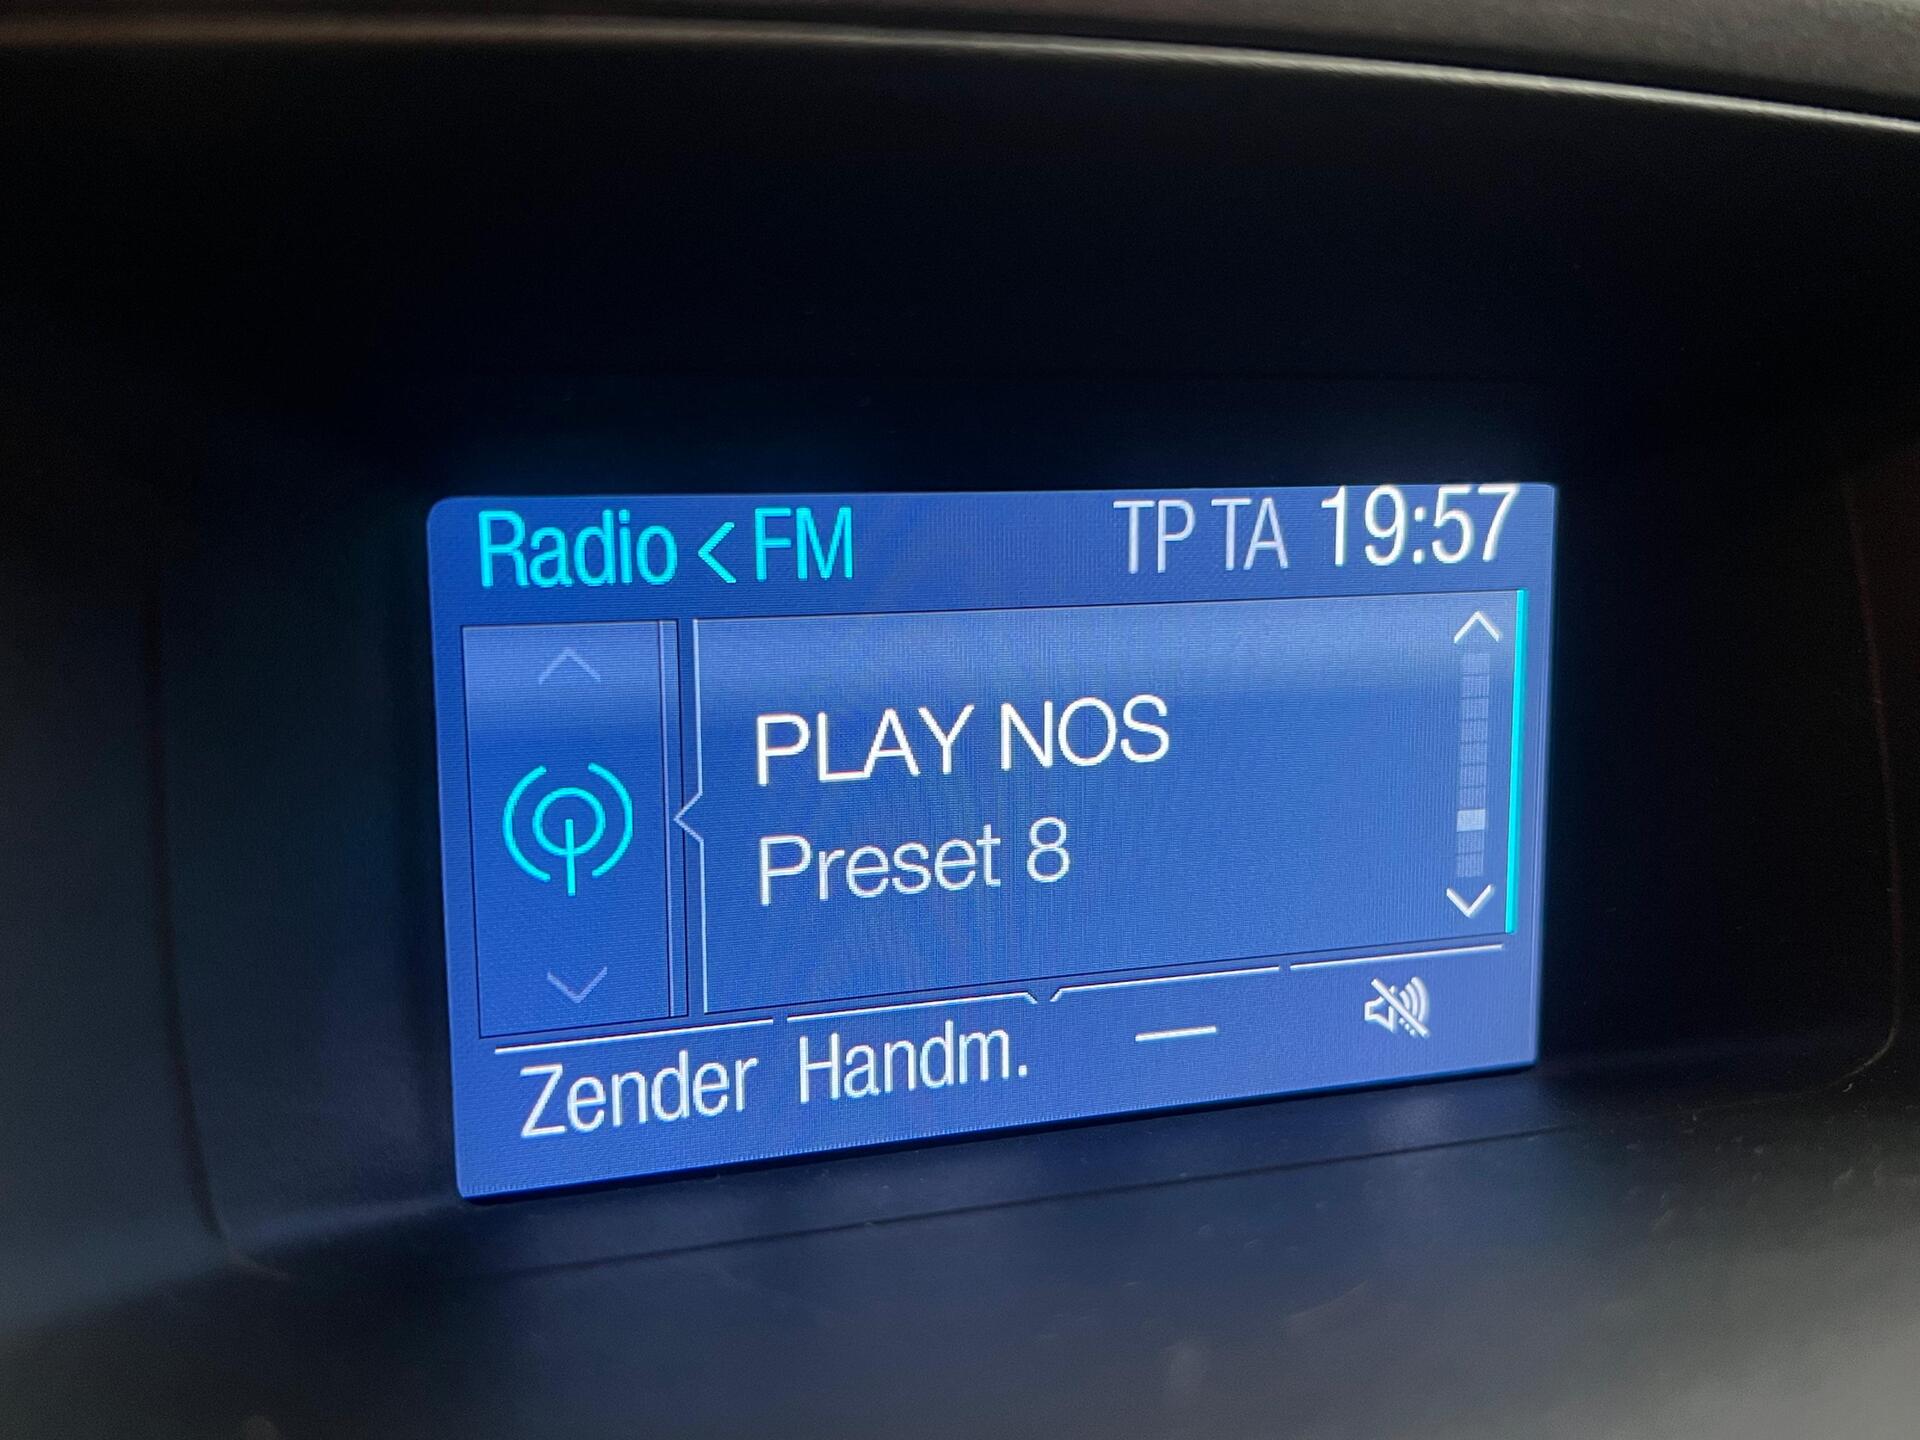 Radio < FM TP TA 19:57
PLAY NOS
Preset 8
Zender Handm. —